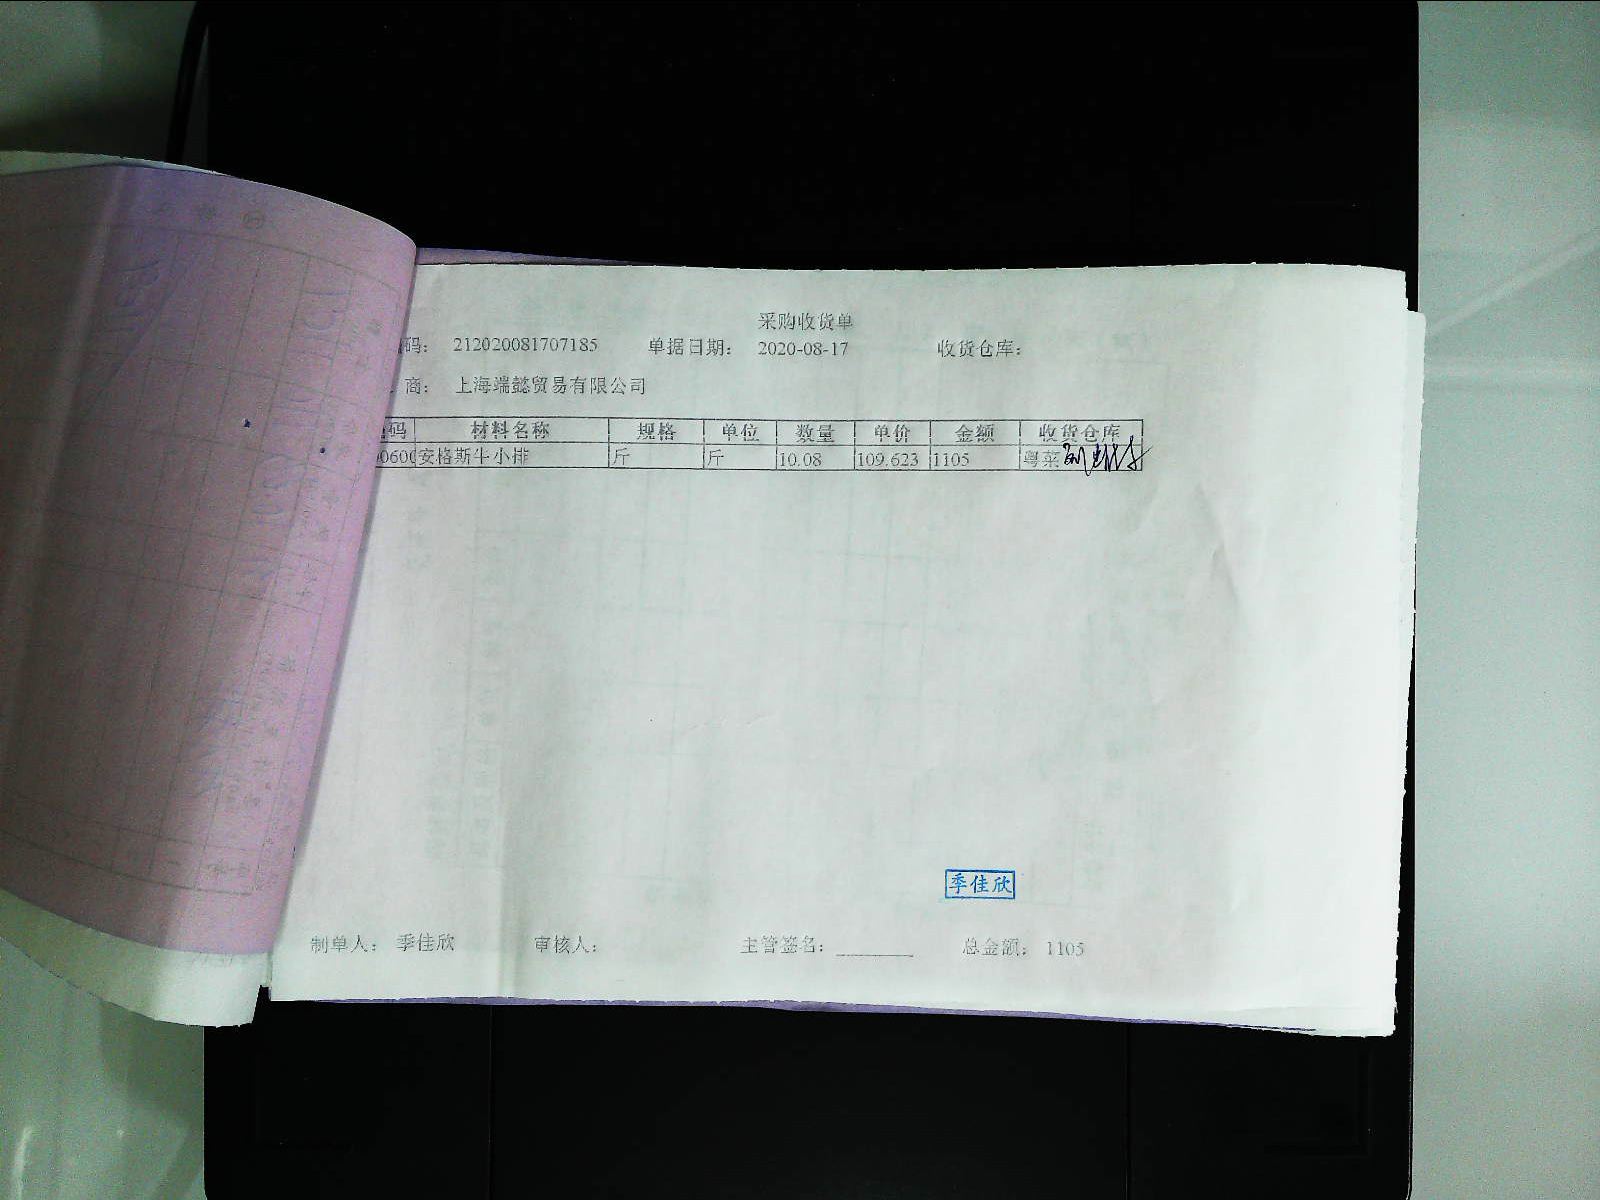 采购收货单
码： 212020081707185 单据日期： 2020-08-17 收货仓库：
商： 上海端懿贸易有限公司
码 材料名称 规格 单位 数量 单价 金额 收货仓库
0600 安格斯牛小排 斤 斤 10.08 109.623 1105 粤菜
季佳欣
制单人： 季佳欣 审核人： 主管签名： 总金额： 1105